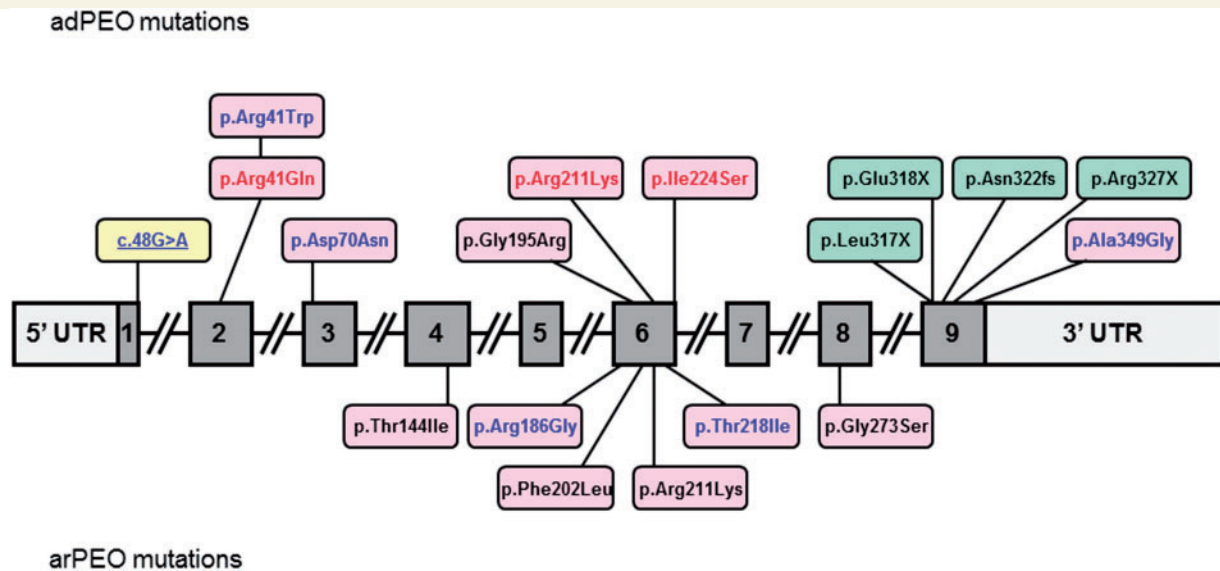 adPEO mutations
p.Arg41Trp
p.Arg41Gln p.Arg211Lys p.Ile224Ser p.Glu318X p.Asn322fs p.Arg327X
c.48G>A p.Asp70Asn p.Gly195Arg p.Leu317X p.Ala349Gly
5’ UTR 1 2 3 4 5 6 7 8 9 3’ UTR
p.Thr144Ile p.Arg186Gly p.Thr218Ile p.Gly273Ser
p.Phe202Leu p.Arg211Lys
arPEO mutations